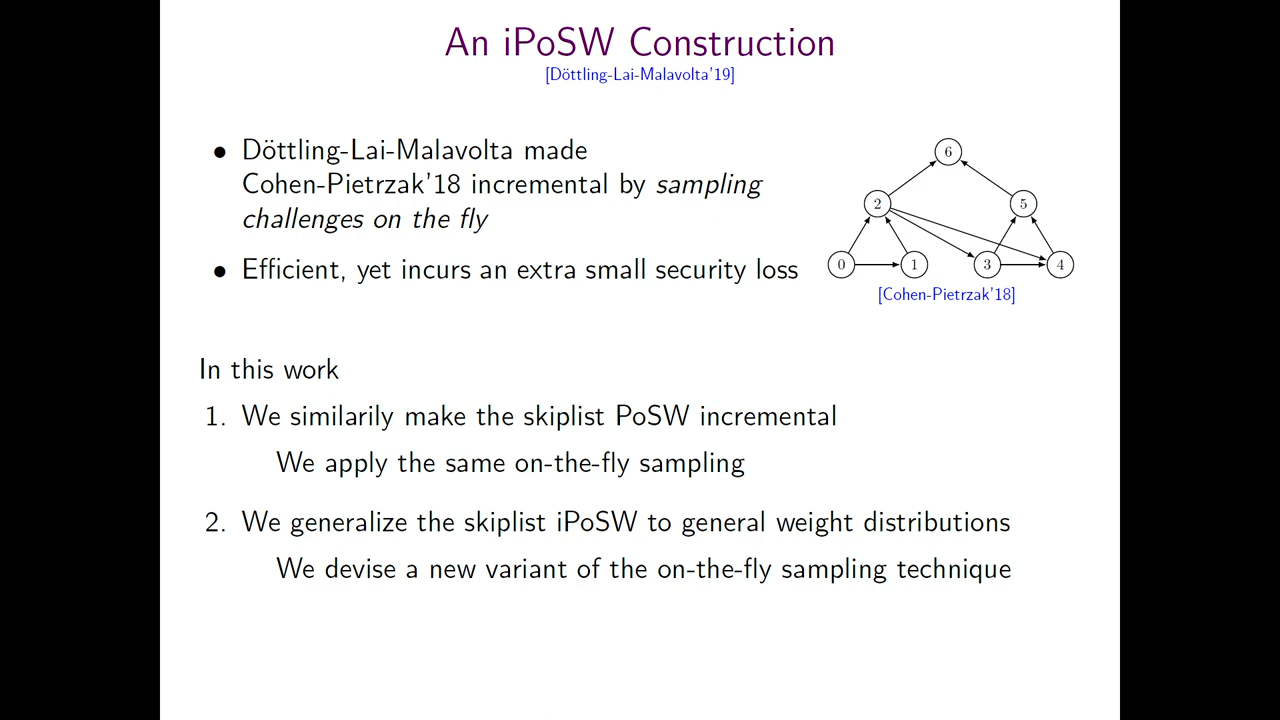 An iPoSW Construction
[Döttling-Lai-Malavolta'19]
• Döttling-Lai-Malavolta made
Cohen-Pietrzak'18 incremental by sampling
challenges on the fly
• Efficient, yet incurs an extra small security loss
6
2
5
0
1
3
4
[Cohen-Pietrzak'18]
In this work
1. We similarily make the skiplist PoSW incremental
We apply the same on-the-fly sampling
2. We generalize the skiplist iPoSW to general weight distributions
We devise a new variant of the on-the-fly sampling technique